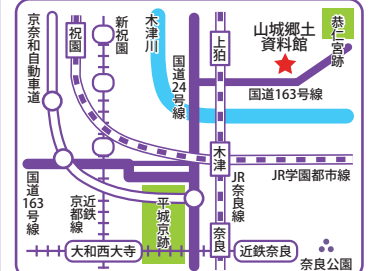 京奈和自動車道
祝園
新祝園
木津川
国道24号線
上狛
山城郷土
資料館
恭仁宮跡
国道163号線
木津
JR学園都市線
国道163号線
近鉄
京都線
平城京跡
JR奈良線
大和西大寺
奈良
近鉄奈良
奈良公園